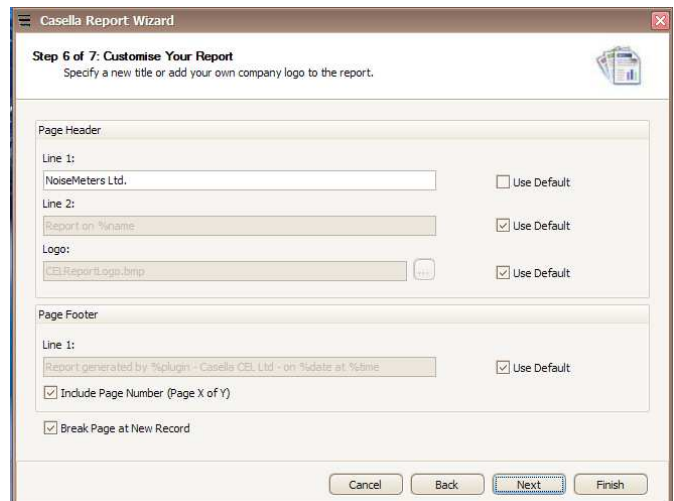 Casella Report Wizard
Step 6 of 7: Customise Your Report
Specify a new title or add your own company logo to the report.
Page Header
Line 1:
NoiseMeters Ltd.
Use Default
Line 2:
Report on %name
Use Default
Logo:
CELReportLogo.bmp
...
Use Default
Page Footer
Line 1:
Report generated by %plugin - Casella CEL Ltd - on %date at %time
Use Default
Include Page Number (Page X of Y)
Break Page at New Record
Cancel
Back
Next
Finish